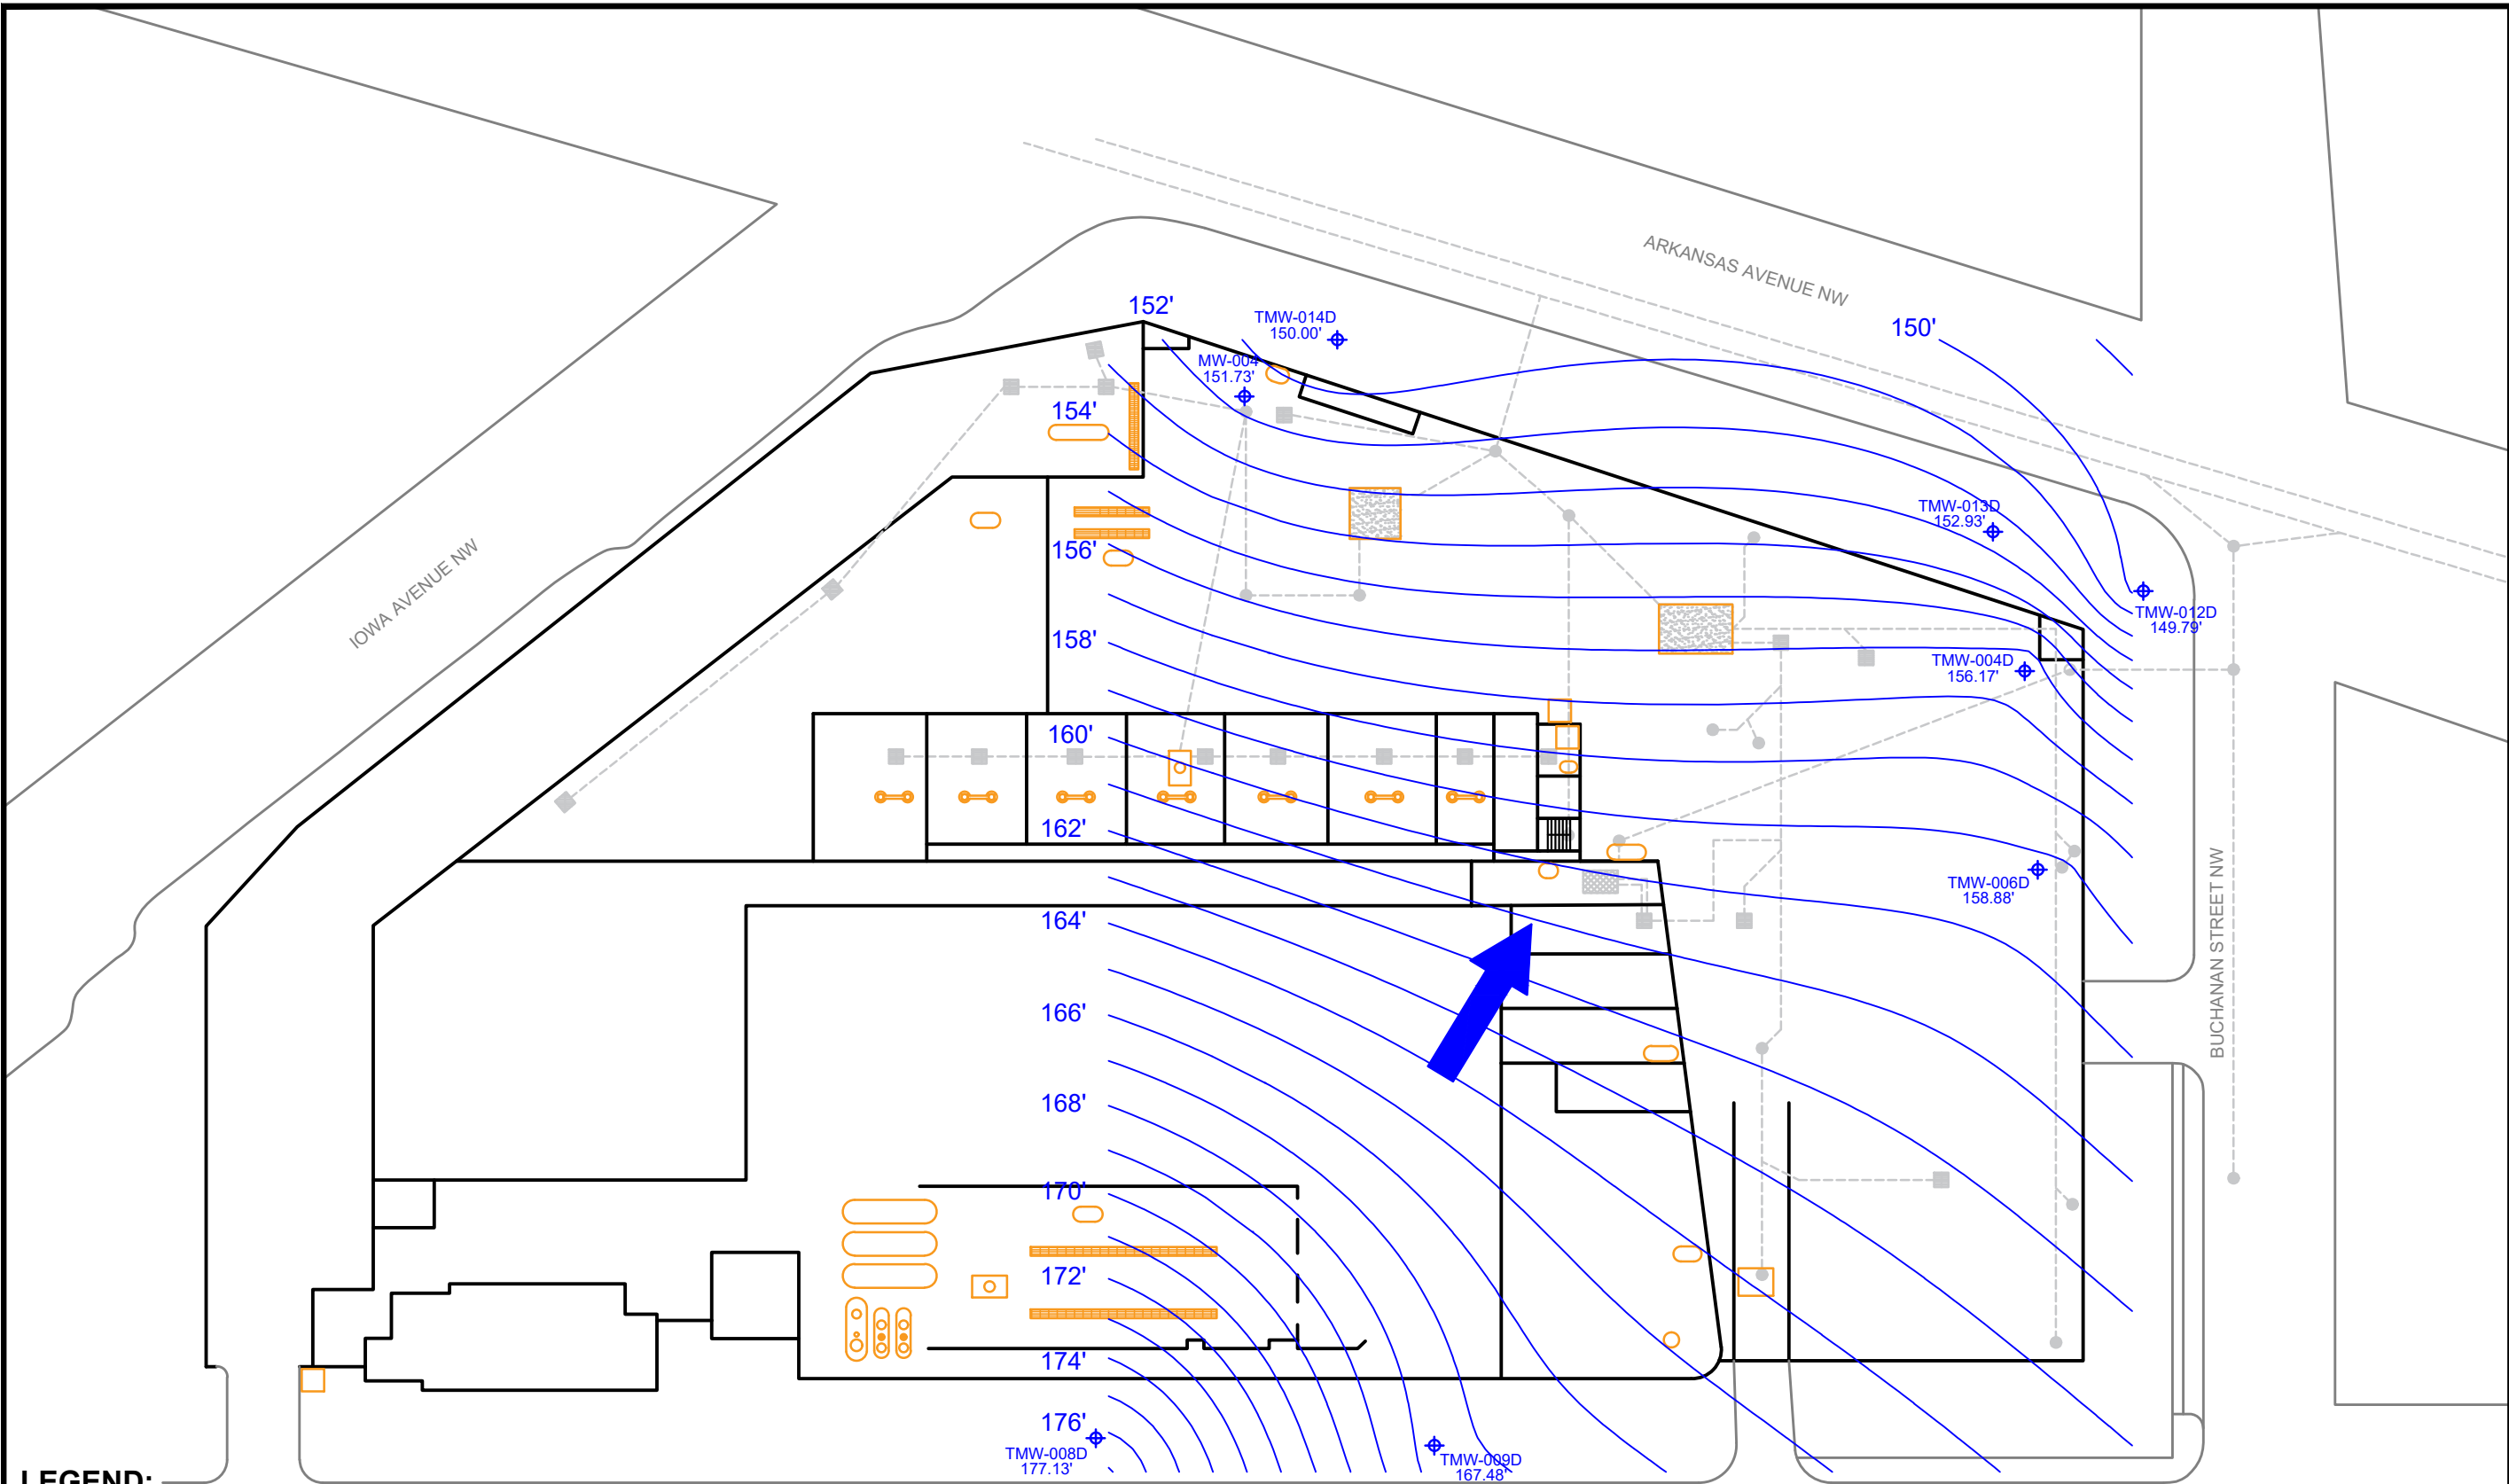 ARKANSAS AVENUE NW
152'
TMW-014D
150.00'
150'
MW-004
151.73'
154'
TMW-013D
152.93'
IOWA AVENUE NW
156'
TMW-012D
149.79'
158'
TMW-004D
156.17'
160'
162'
TMW-006D
158.88'
164'
BUCHANAN STREET NW
166'
168'
170'
172'
174'
176'
TMW-008D
177.13'
TMW-009D
167.48'
LEGEND: